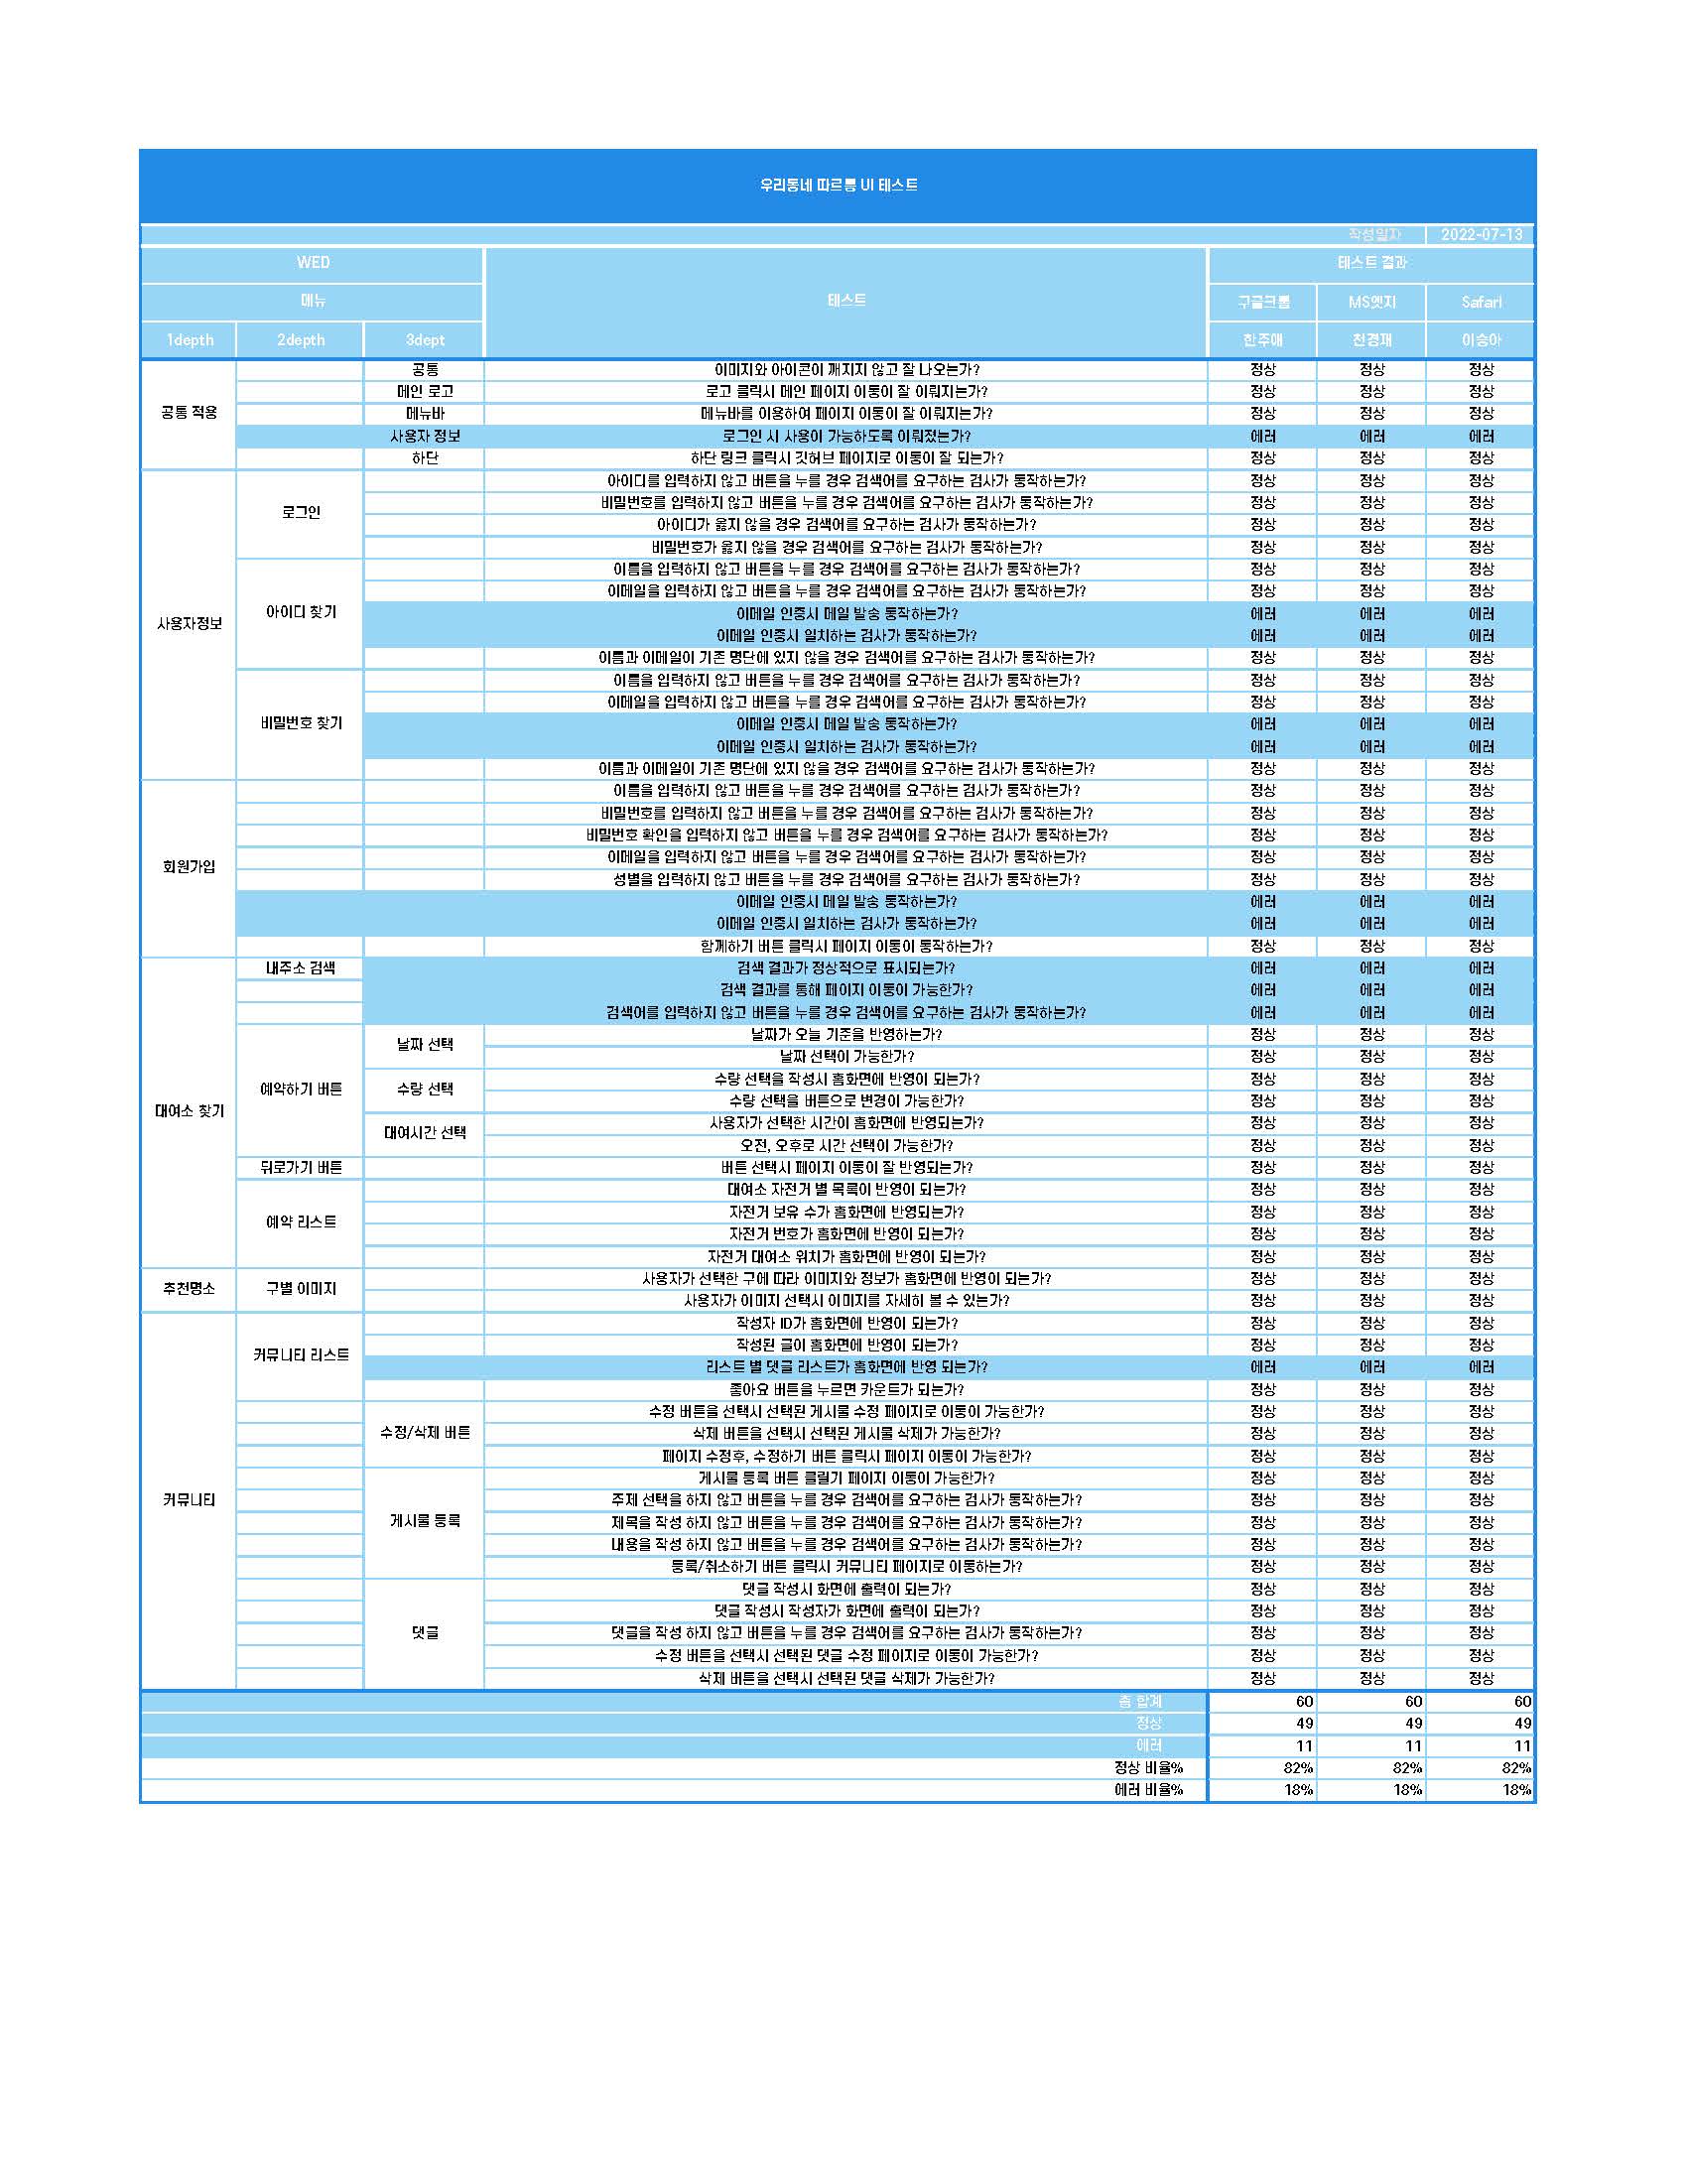 우리동네 따르릉 UI 테스트
작성일자 2022-07-13
WED 테스트 테스트 결과
메뉴 구글크롬 MS엣지 Safari
1depth 2depth 3dept 한주애 천경재 이승아
공통 적용 공통 이미지와 아이콘이 깨지지 않고 잘 나오는가? 정상 정상 정상
메인 로고 로고 클릭시 메인 페이지 이동이 잘 이뤄지는가? 정상 정상 정상
메뉴바 메뉴바를 이용하여 페이지 이동이 잘 이뤄지는가? 정상 정상 정상
사용자 정보 로그인 시 사용이 가능하도록 이뤄졌는가? 에러 에러 에러
하단 하단 링크 클릭시 깃허브 페이지로 이동이 잘 되는가? 정상 정상 정상
사용자정보 로그인 아이디를 입력하지 않고 버튼을 누를 경우 검색어를 요구하는 검사가 동작하는가? 정상 정상 정상
비밀번호를 입력하지 않고 버튼을 누를 경우 검색어를 요구하는 검사가 동작하는가? 정상 정상 정상
아이디가 옳지 않을 경우 검색어를 요구하는 검사가 동작하는가? 정상 정상 정상
비밀번호가 옳지 않을 경우 검색어를 요구하는 검사가 동작하는가? 정상 정상 정상
아이디 찾기 이름을 입력하지 않고 버튼을 누를 경우 검색어를 요구하는 검사가 동작하는가? 정상 정상 정상
이메일을 입력하지 않고 버튼을 누를 경우 검색어를 요구하는 검사가 동작하는가? 정상 정상 정상
이메일 인증시 메일 발송 동작하는가? 에러 에러 에러
이메일 인증시 일치하는 검사가 동작하는가? 에러 에러 에러
이름과 이메일이 기존 명단에 있지 않을 경우 검색어를 요구하는 검사가 동작하는가? 정상 정상 정상
비밀번호 찾기 이름을 입력하지 않고 버튼을 누를 경우 검색어를 요구하는 검사가 동작하는가? 정상 정상 정상
이메일을 입력하지 않고 버튼을 누를 경우 검색어를 요구하는 검사가 동작하는가? 정상 정상 정상
이메일 인증시 메일 발송 동작하는가? 에러 에러 에러
이메일 인증시 일치하는 검사가 동작하는가? 에러 에러 에러
이름과 이메일이 기존 명단에 있지 않을 경우 검색어를 요구하는 검사가 동작하는가? 정상 정상 정상
회원가입 이름을 입력하지 않고 버튼을 누를 경우 검색어를 요구하는 검사가 동작하는가? 정상 정상 정상
비밀번호를 입력하지 않고 버튼을 누를 경우 검색어를 요구하는 검사가 동작하는가? 정상 정상 정상
비밀번호 확인을 입력하지 않고 버튼을 누를 경우 검색어를 요구하는 검사가 동작하는가? 정상 정상 정상
이메일을 입력하지 않고 버튼을 누를 경우 검색어를 요구하는 검사가 동작하는가? 정상 정상 정상
성별을 입력하지 않고 버튼을 누를 경우 검색어를 요구하는 검사가 동작하는가? 정상 정상 정상
이메일 인증시 메일 발송 동작하는가? 에러 에러 에러
이메일 인증시 일치하는 검사가 동작하는가? 에러 에러 에러
함께하기 버튼 클릭시 페이지 이동이 동작하는가? 정상 정상 정상
대여소 찾기 내주소 검색 검색 결과가 정상적으로 표시되는가? 에러 에러 에러
검색 결과를 통해 페이지 이동이 가능한가? 에러 에러 에러
검색어를 입력하지 않고 버튼을 누를 경우 검색어를 요구하는 검사가 동작하는가? 에러 에러 에러
예약하기 버튼 날짜 선택 날짜가 오늘 기준을 반영하는가? 정상 정상 정상
날짜 선택이 가능한가? 정상 정상 정상
수량 선택 수량 선택을 작성시 홈화면에 반영이 되는가? 정상 정상 정상
수량 선택을 버튼으로 변경이 가능한가? 정상 정상 정상
대여시간 선택 사용자가 선택한 시간이 홈화면에 반영되는가? 정상 정상 정상
오전, 오후로 시간 선택이 가능한가? 정상 정상 정상
뒤로가기 버튼 버튼 선택시 페이지 이동이 잘 반영되는가? 정상 정상 정상
예약 리스트 대여소 자전거 별 목록이 반영이 되는가? 정상 정상 정상
자전거 보유 수가 홈화면에 반영되는가? 정상 정상 정상
자전거 번호가 홈화면에 반영이 되는가? 정상 정상 정상
자전거 대여소 위치가 홈화면에 반영이 되는가? 정상 정상 정상
추천명소 구별 이미지 사용자가 선택한 구에 따라 이미지와 정보가 홈화면에 반영이 되는가? 정상 정상 정상
사용자가 이미지 선택시 이미지를 자세히 볼 수 있는가? 정상 정상 정상
커뮤니티 커뮤니티 리스트 작성자 ID가 홈화면에 반영이 되는가? 정상 정상 정상
작성된 글이 홈화면에 반영이 되는가? 정상 정상 정상
리스트 별 댓글 리스트가 홈화면에 반영 되는가? 에러 에러 에러
좋아요 버튼을 누르면 카운트가 되는가? 정상 정상 정상
수정/삭제 버튼 수정 버튼을 선택시 선택된 게시물 수정 페이지로 이동이 가능한가? 정상 정상 정상
삭제 버튼을 선택시 선택된 게시물 삭제가 가능한가? 정상 정상 정상
페이지 수정후, 수정하기 버튼 클릭시 페이지 이동이 가능한가? 정상 정상 정상
게시물 등록 게시물 등록 버튼 클릴기 페이지 이동이 가능한가? 정상 정상 정상
주제 선택을 하지 않고 버튼을 누를 경우 검색어를 요구하는 검사가 동작하는가? 정상 정상 정상
제목을 작성 하지 않고 버튼을 누를 경우 검색어를 요구하는 검사가 동작하는가? 정상 정상 정상
내용을 작성 하지 않고 버튼을 누를 경우 검색어를 요구하는 검사가 동작하는가? 정상 정상 정상
등록/취소하기 버튼 클릭시 커뮤니티 페이지로 이동하는가? 정상 정상 정상
댓글 댓글 작성시 화면에 출력이 되는가? 정상 정상 정상
댓글 작성시 작성자가 화면에 출력이 되는가? 정상 정상 정상
댓글을 작성 하지 않고 버튼을 누를 경우 검색어를 요구하는 검사가 동작하는가? 정상 정상 정상
수정 버튼을 선택시 선택된 댓글 수정 페이지로 이동이 가능한가? 정상 정상 정상
삭제 버튼을 선택시 선택된 댓글 삭제가 가능한가? 정상 정상 정상
총 합계 60 60 60
정상 49 49 49
에러 11 11 11
정상 비율% 82% 82% 82%
에러 비율% 18% 18% 18%